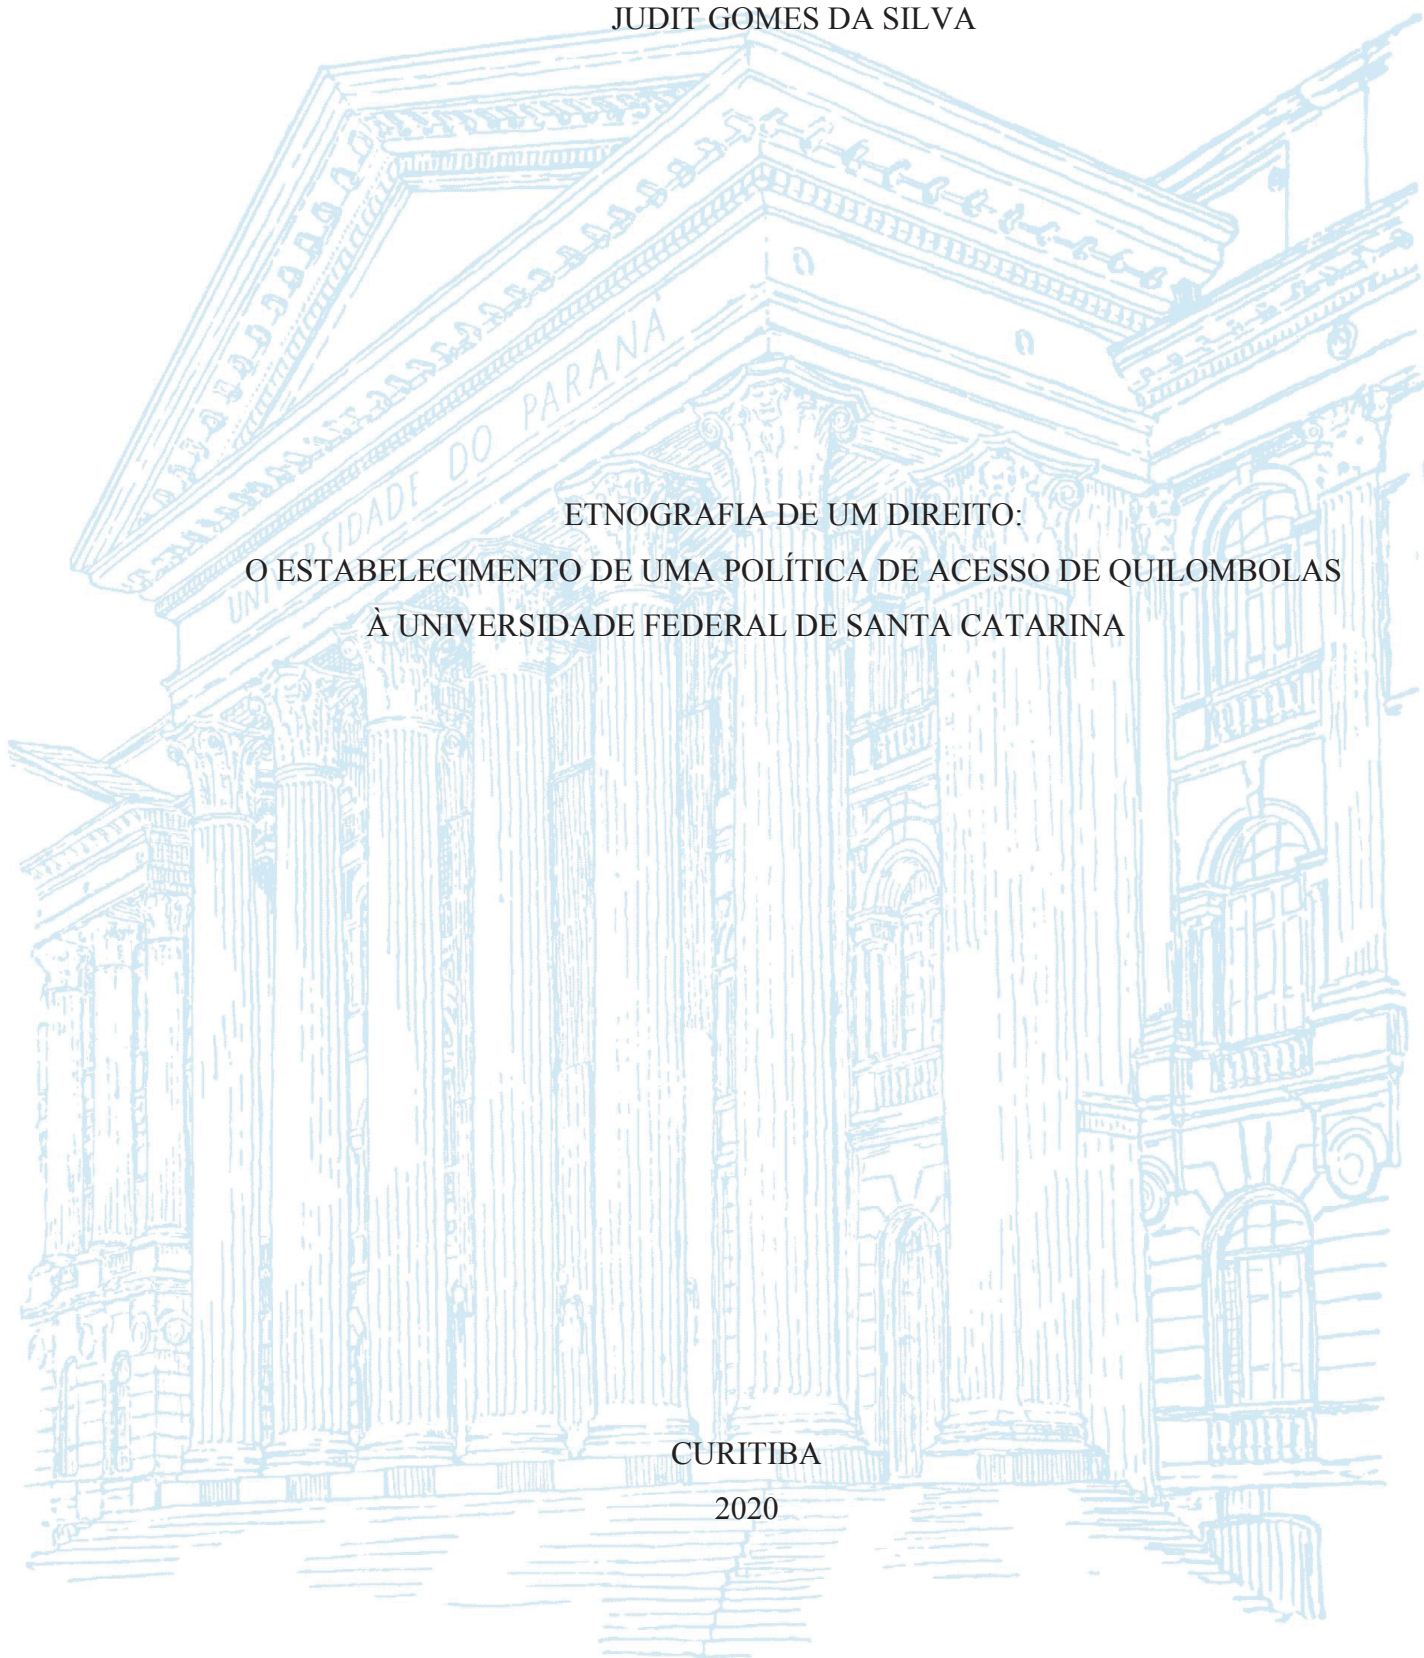 JUDIT GOMES DA SILVA
UNIVERSIDADE DO PARANÁ
ETNOGRAFIA DE UM DIREITO:
O ESTABELECIMENTO DE UMA POLÍTICA DE ACESSO DE QUILOMBOLAS
À UNIVERSIDADE FEDERAL DE SANTA CATARINA
CURITIBA
2020